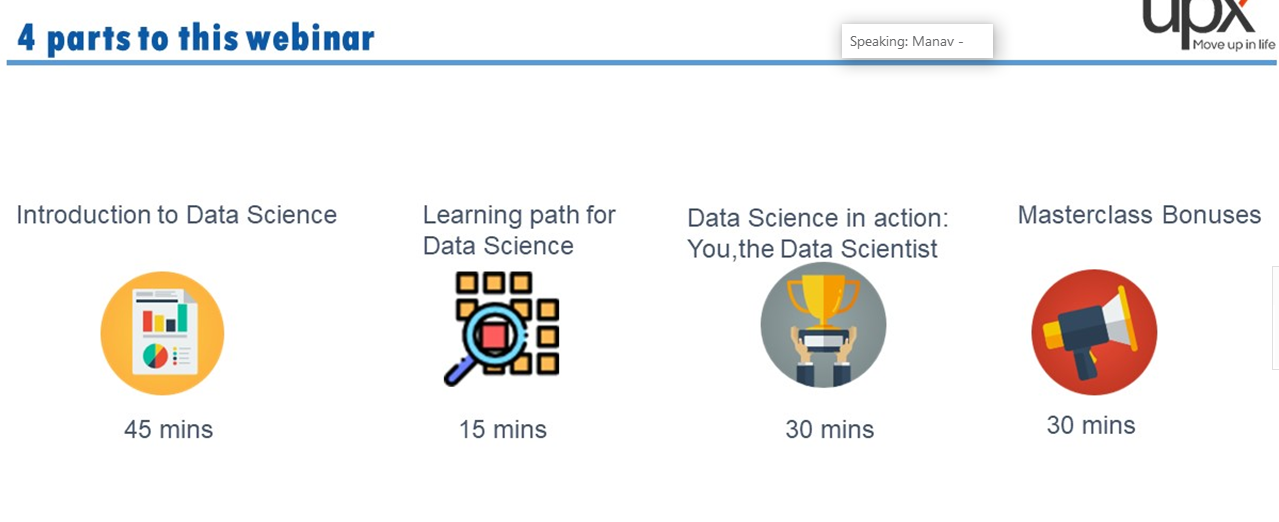 4 parts to this webinar
Speaking: Manav -
upx
Move up in life
Introduction to Data Science
Learning path for
Data Science
Data Science in action:
You,the Data Scientist
Masterclass Bonuses
45 mins
15 mins
30 mins
30 mins